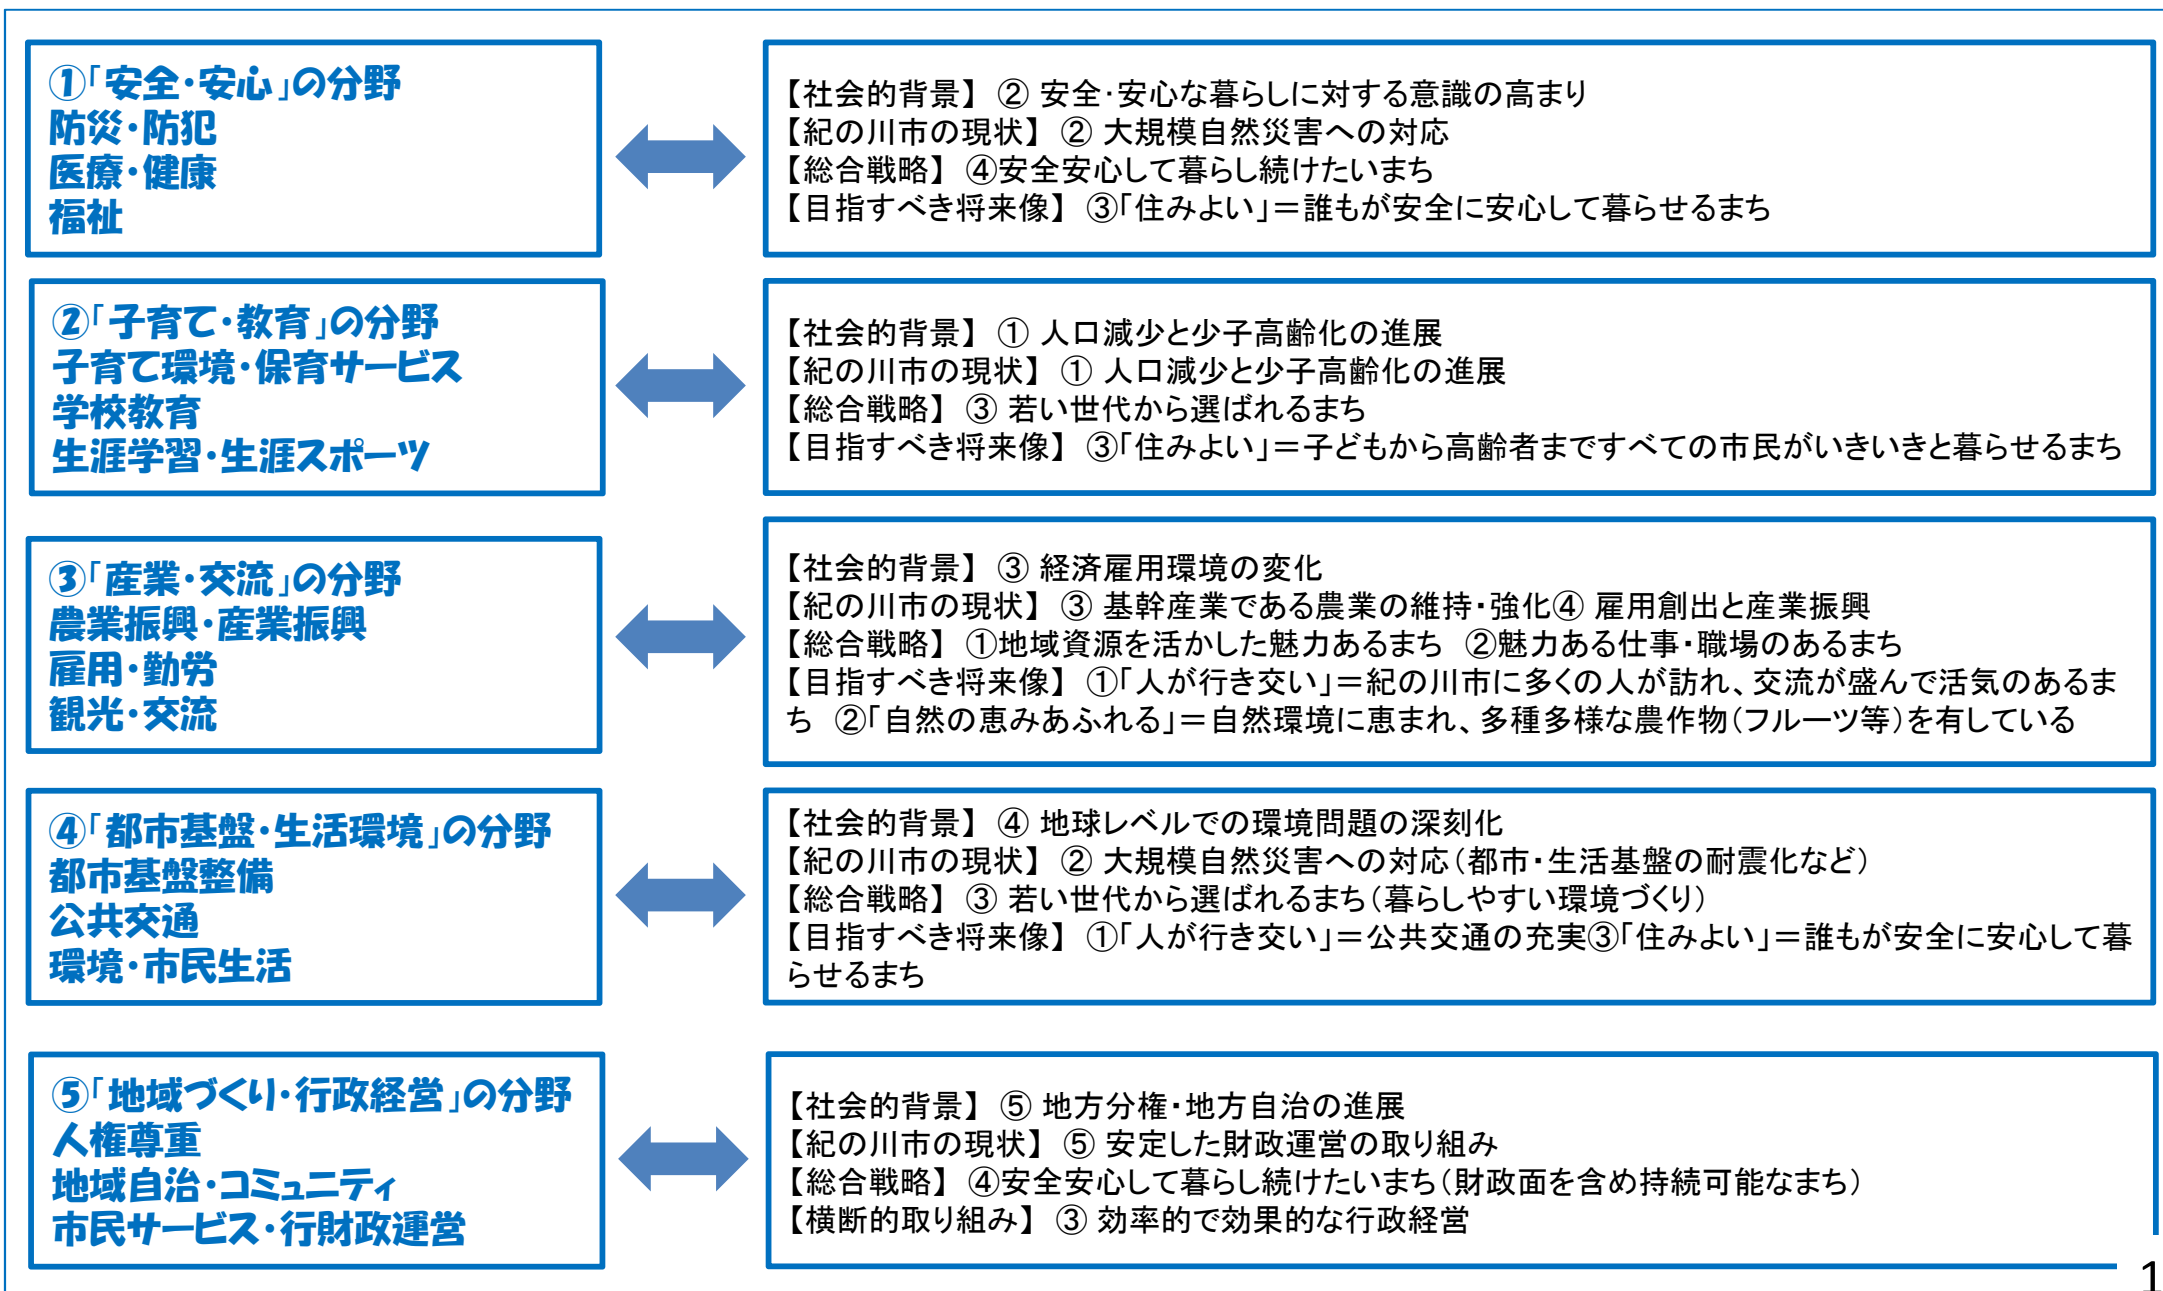 ①「安全・安心」の分野
防災・防犯
医療・健康
福祉
【社会的背景】 ② 安全・安心な暮らしに対する意識の高まり
【紀の川市の現状】 ② 大規模自然災害への対応
【総合戦略】 ④安全安心して暮らし続けたいまち
【目指すべき将来像】 ③「住みよい」＝誰もが安全に安心して暮らせるまち
②「子育て・教育」の分野
子育て環境・保育サービス
学校教育
生涯学習・生涯スポーツ
【社会的背景】 ① 人口減少と少子高齢化の進展
【紀の川市の現状】 ① 人口減少と少子高齢化の進展
【総合戦略】 ③ 若い世代から選ばれるまち
【目指すべき将来像】 ③「住みよい」＝子どもから高齢者まですべての市民がいきいきと暮らせるまち
③「産業・交流」の分野
農業振興・産業振興
雇用・勤労
観光・交流
【社会的背景】 ③ 経済雇用環境の変化
【紀の川市の現状】 ③ 基幹産業である農業の維持・強化④ 雇用創出と産業振興
【総合戦略】 ①地域資源を活かした魅力あるまち ②魅力ある仕事・職場のあるまち
【目指すべき将来像】 ①「人が行き交い」＝紀の川市に多くの人が訪れ、交流が盛んで活気のあるま
ち ②「自然の恵みあふれる」＝自然環境に恵まれ、多種多様な農作物（フルーツ等）を有している
④「都市基盤・生活環境」の分野
都市基盤整備
公共交通
環境・市民生活
【社会的背景】 ④ 地球レベルでの環境問題の深刻化
【紀の川市の現状】 ② 大規模自然災害への対応（都市・生活基盤の耐震化など）
【総合戦略】 ③ 若い世代から選ばれるまち（暮らしやすい環境づくり）
【目指すべき将来像】 ①「人が行き交い」＝公共交通の充実③「住みよい」＝誰もが安全に安心して暮
らせるまち
⑤「地域づくり・行政経営」の分野
人権尊重
地域自治・コミュニティ
市民サービス・行財政運営
【社会的背景】 ⑤ 地方分権・地方自治の進展
【紀の川市の現状】 ⑤ 安定した財政運営の取り組み
【総合戦略】 ④安全安心して暮らし続けたいまち（財政面を含め持続可能なまち）
【横断的取り組み】 ③ 効率的で効果的な行政経営
1